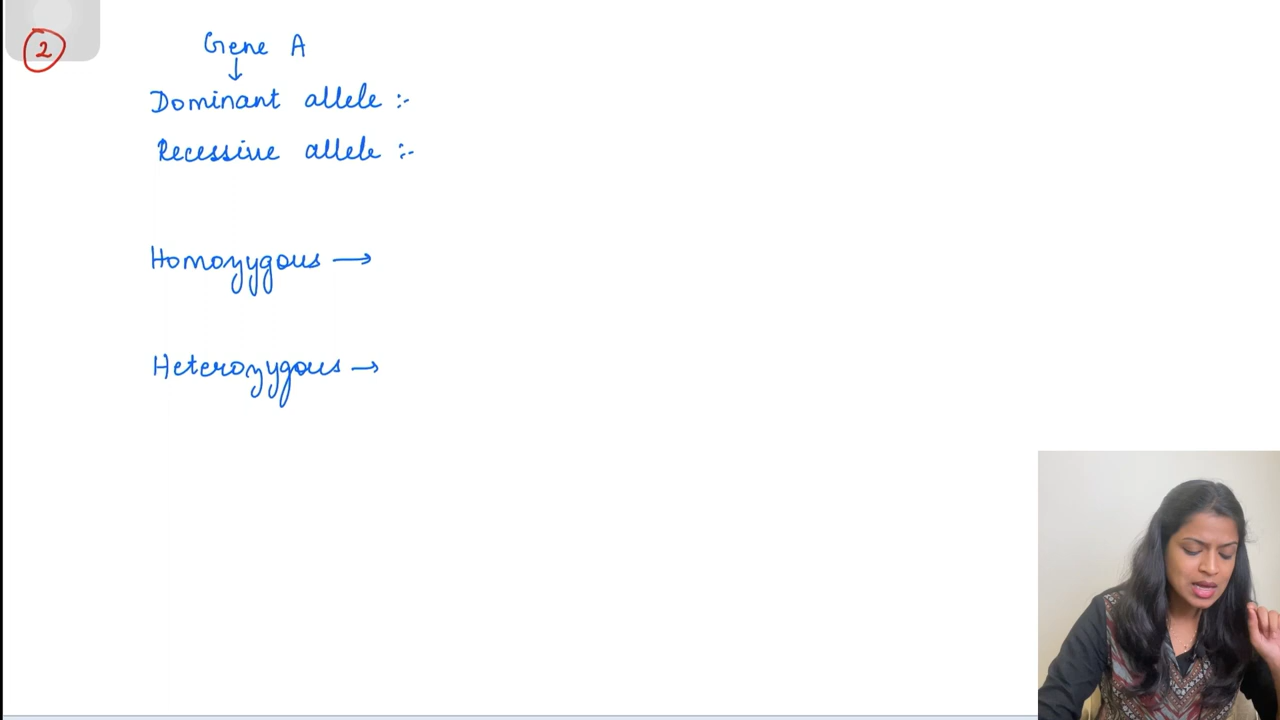 2
Gene A
↓
Dominant allele :-
Recessive allele :-
Homozygous →
Heterozygous →